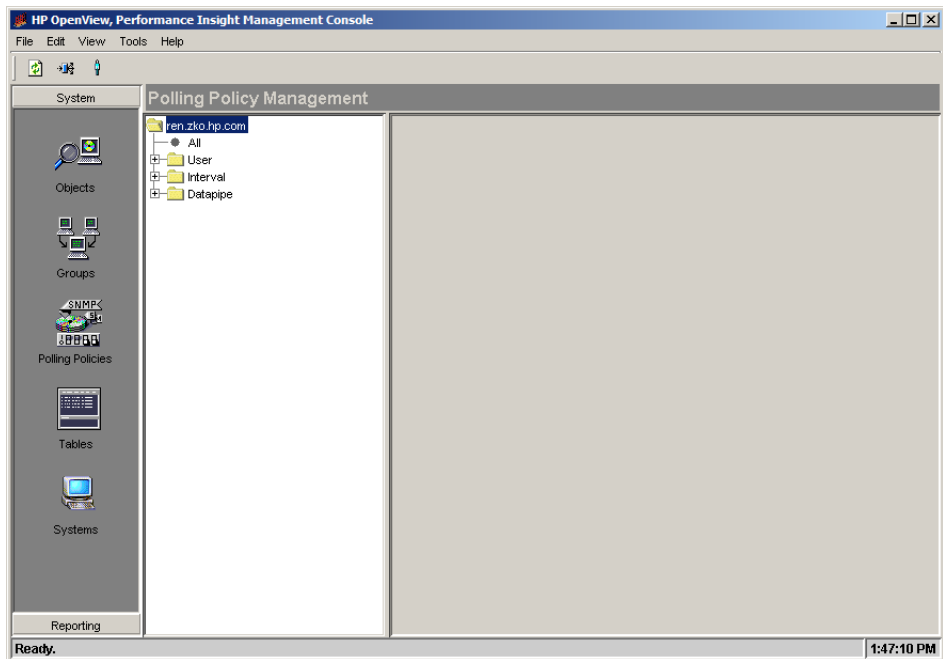 HP OpenView, Performance Insight Management Console
File Edit View Tools Help
System
Polling Policy Management
ren.zko.hp.com
All
User
Interval
Datapipe
Objects
Groups
SNMP
Polling Policies
Tables
Systems
Reporting
Ready.
1:47:10 PM